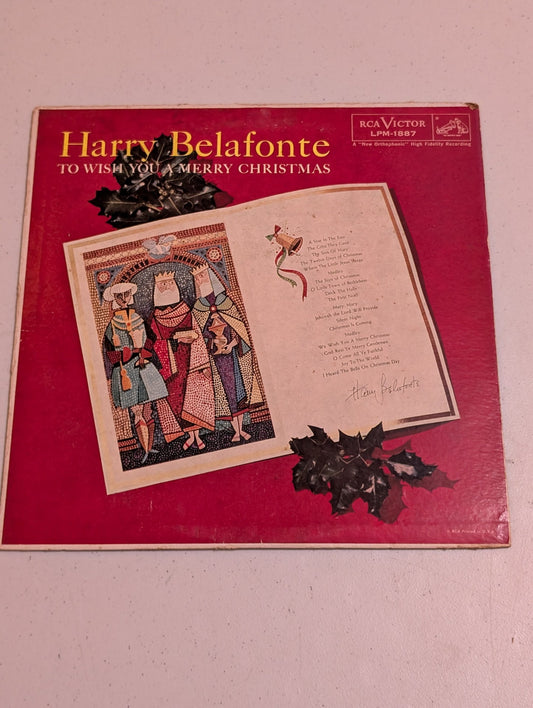 Harry Belafonte
TO WISH YOU A MERRY CHRISTMAS
RCA VICTOR
LPM-1887
A "New Orthophonic" High Fidelity Recording
A Star In The East
The Gifts They Gave
The Son Of Mary
The Twelve Days of Christmas
Where The Little Jesus Sleeps
Medley:
The Joys of Christmas
O Little Town of Bethlehem
Deck The Halls
The First Noël
Mary, Mary
Jehovah the Lord Will Provide
Silent Night
Christmas Is Coming
Medley:
We Wish You A Merry Christmas
God Rest Ye Merry Gentlemen
O Come All Ye Faithful
Joy To The World
I Heard The Bells On Christmas Day
Harry Belafonte
Printed in U.S.A.